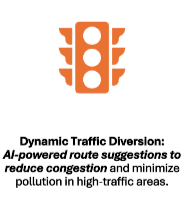 Dynamic Traffic Diversion:
AI-powered route suggestions to
reduce congestion and minimize
pollution in high-traffic areas.